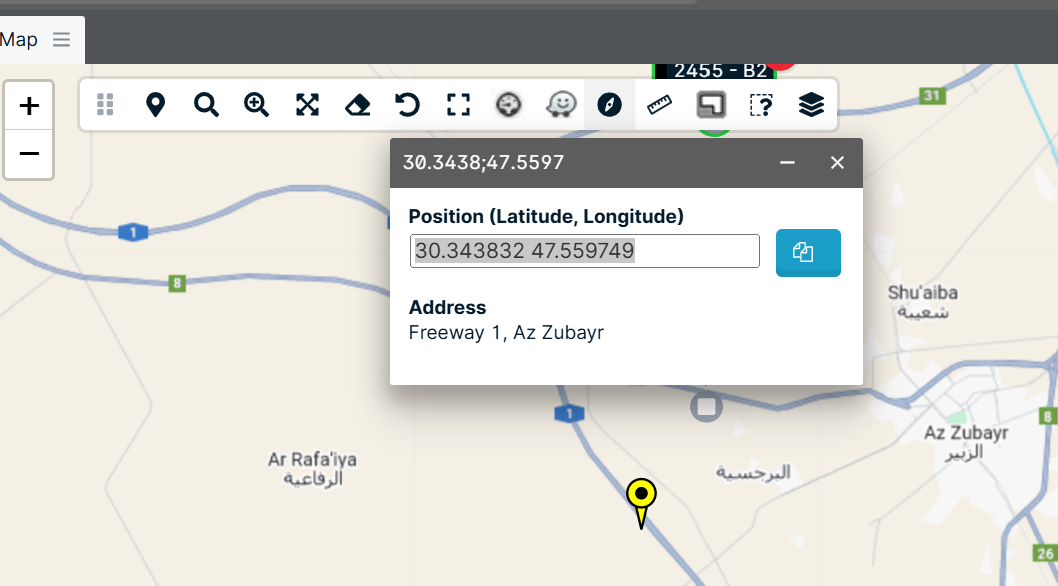 Map
2455 - B2
31
30.3438;47.5597
Position (Latitude, Longitude)
30.343832 47.559749
Address
Freeway 1, Az Zubayr
1
8
Shu'aiba
شعيبة
1
8
Az Zubayr
الزبير
Ar Rafa'iya
الرفاعية
البرجسية
26